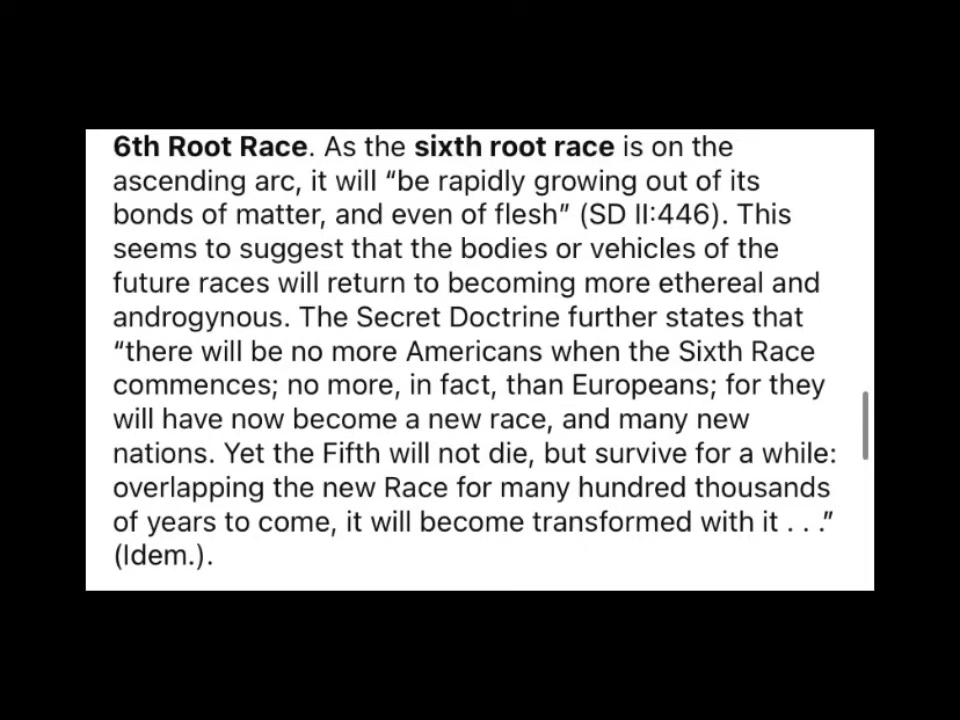 6th Root Race. As the sixth root race is on the
ascending arc, it will “be rapidly growing out of its
bonds of matter, and even of flesh” (SD II:446). This
seems to suggest that the bodies or vehicles of the
future races will return to becoming more ethereal and
androgynous. The Secret Doctrine further states that
“there will be no more Americans when the Sixth Race
commences; no more, in fact, than Europeans; for they
will have now become a new race, and many new
nations. Yet the Fifth will not die, but survive for a while:
overlapping the new Race for many hundred thousands
of years to come, it will become transformed with it . . .”
(Idem.).